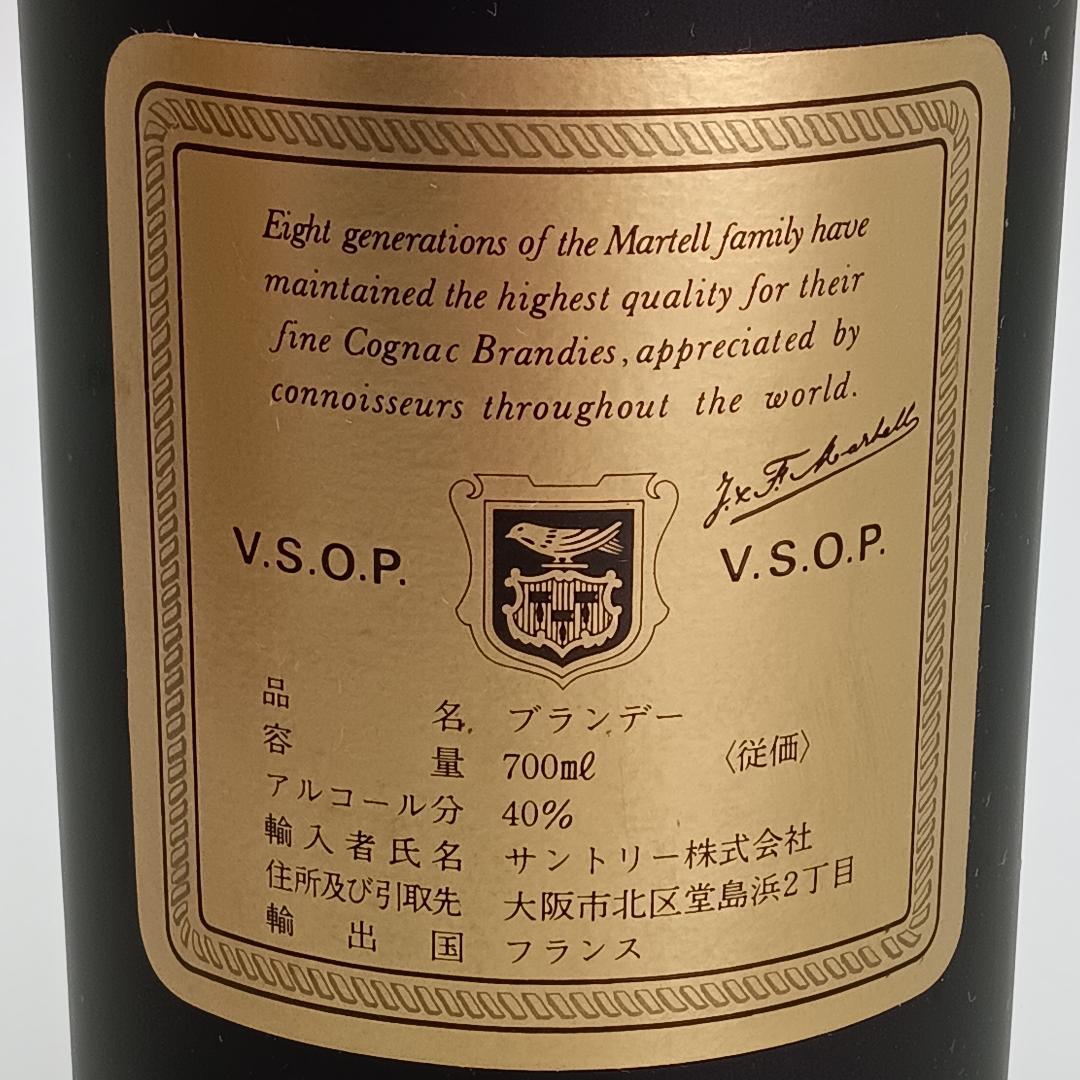 Eight generations of the Martell family have
maintained the highest quality for their
fine Cognac Brandies, appreciated by
connoisseurs throughout the world.
J. & F. Martell
V.S.O.P. V.S.O.P.
品名 ブランデー
容量 700mℓ 〈従価〉
アルコール分 40%
輸入者氏名 サントリー株式会社
住所及び引取先 大阪市北区堂島浜2丁目
輸出国 フランス